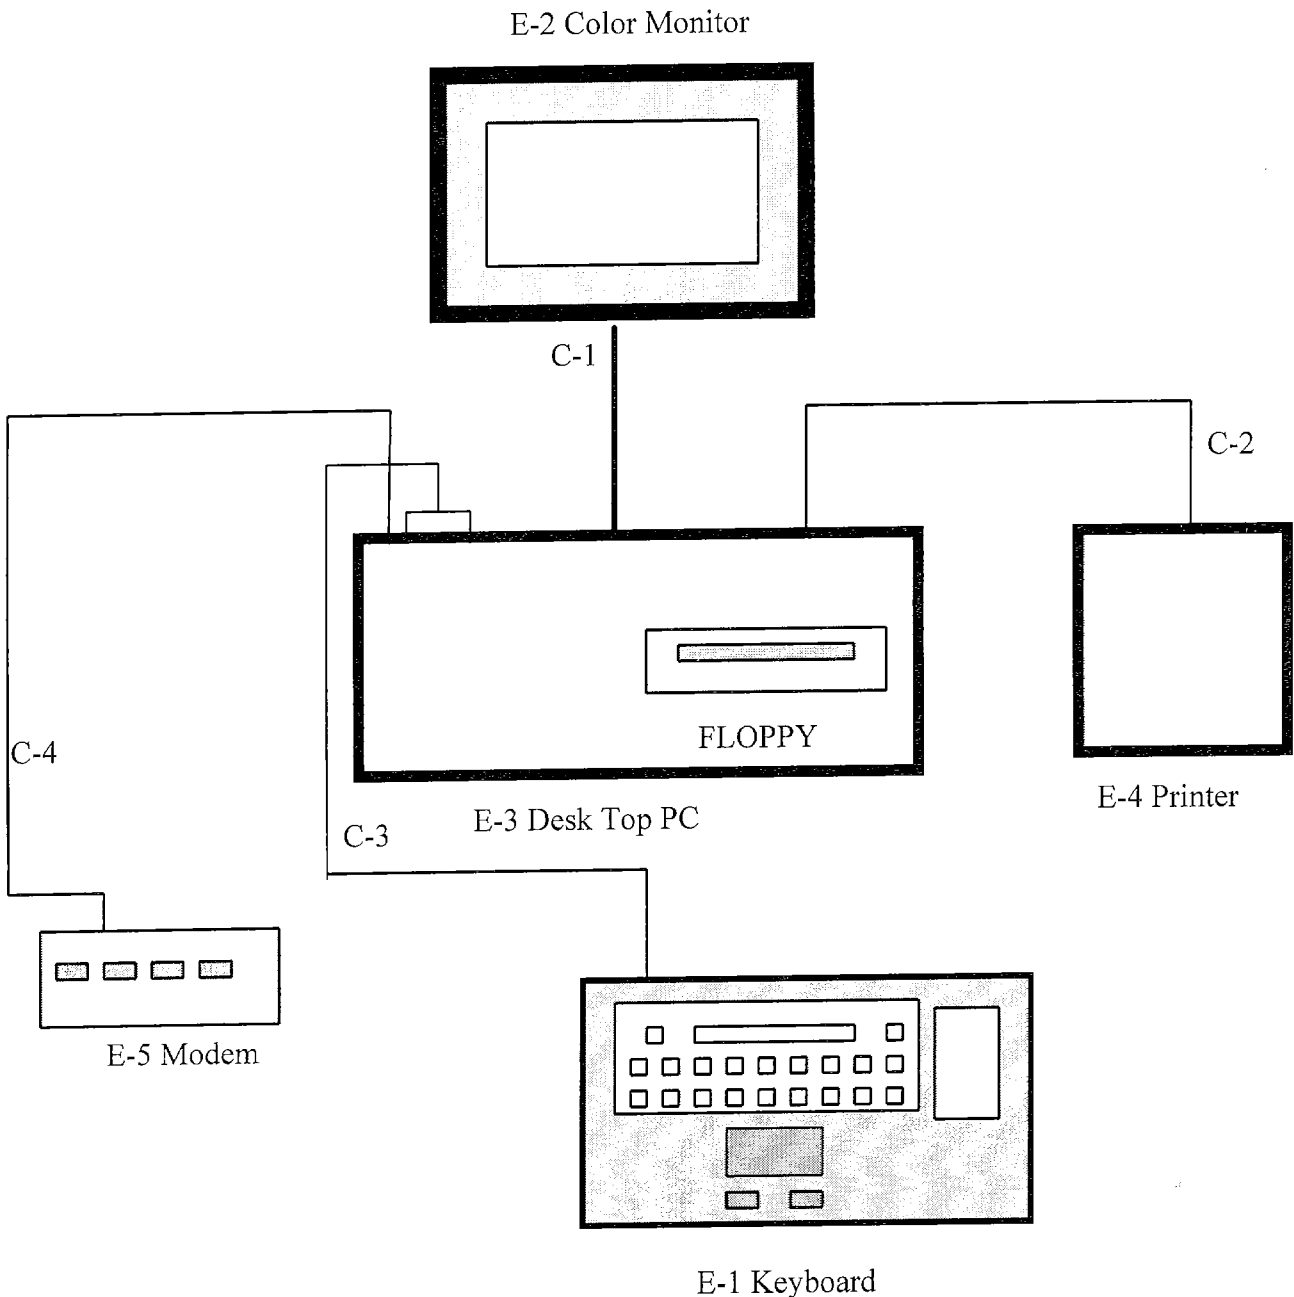 E-2 Color Monitor
C-1
C-2
FLOPPY
C-4
E-4 Printer
E-3 Desk Top PC
C-3
E-5 Modem
E-1 Keyboard